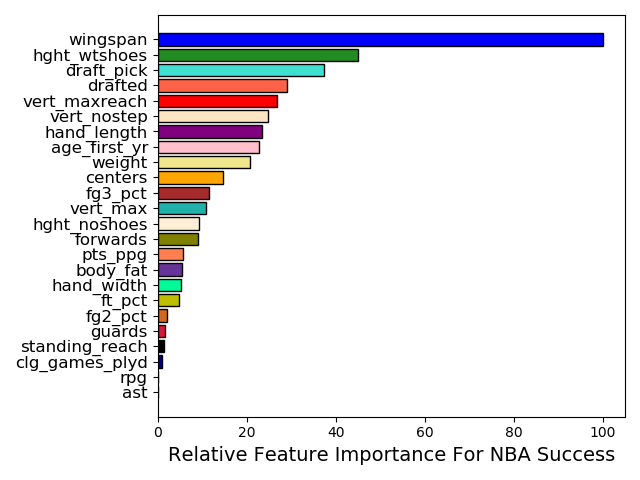 wingspan
hght_wtshoes
draft_pick
drafted
vert_maxreach
vert_nostep
hand_length
age_first_yr
weight
centers
fg3_pct
vert_max
hght_noshoes
forwards
pts_ppg
body_fat
hand_width
ft_pct
fg2_pct
guards
standing_reach
clg_games_plyd
rpg
ast
0 20 40 60 80 100
Relative Feature Importance For NBA Success